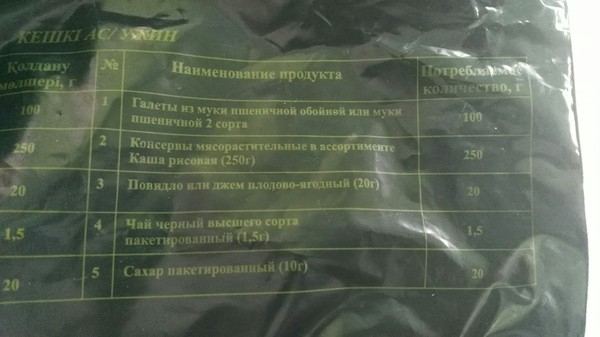 КЕШКІ АС/ УЖИН
Қолдану
мөлшері, г
№
Наименование продукта
Потребляемое
количество, г
100
1
Галеты из муки пшеничной обойной или муки
пшеничной 2 сорта
100
250
2
Консервы мясорастительные в ассортименте
Каша рисовая (250г)
250
20
3
Повидло или джем плодово-ягодный (20г)
20
1,5
4
Чай черный высшего сорта
пакетированный (1,5г)
1,5
20
5
Сахар пакетированный (10г)
20